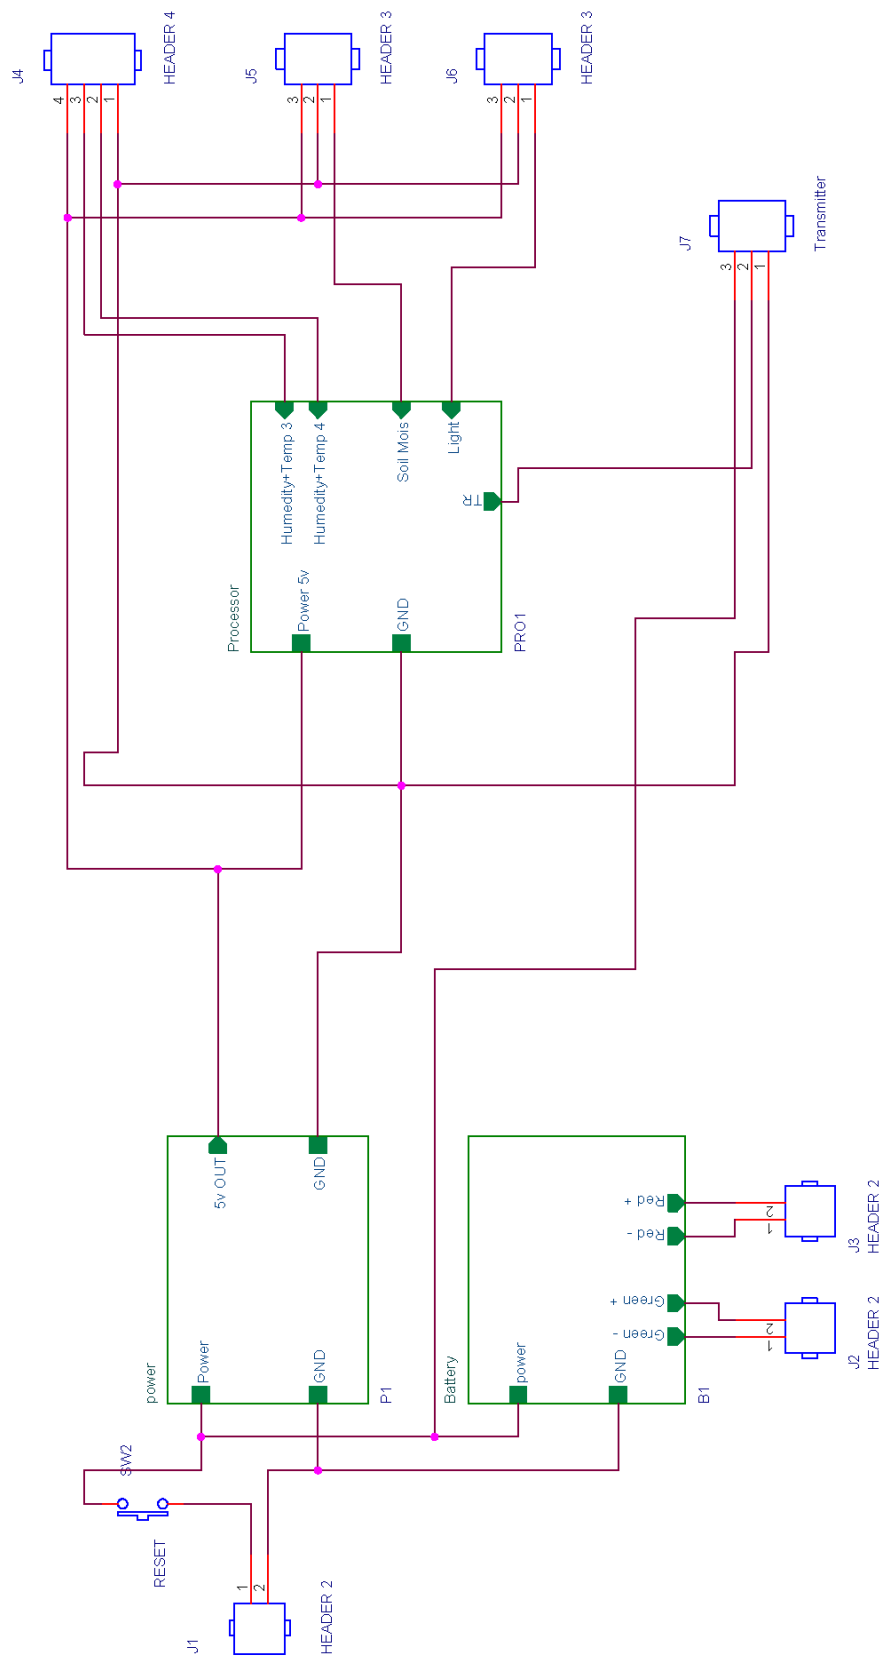 J4
4
3
2
1
HEADER 4
J5
3
2
1
HEADER 3
J6
3
2
1
HEADER 3
J7
3
2
1
Transmitter
Processor
Humedity+Temp 3
Humedity+Temp 4
Soil Mois
Light
TR
Power 5v
GND
PRO1
power
5v OUT
GND
Power
GND
P1
Battery
Red +
Red -
Green +
Green -
power
GND
B1
2
1
J3
HEADER 2
2
1
J2
HEADER 2
SW2
RESET
1
2
J1
HEADER 2